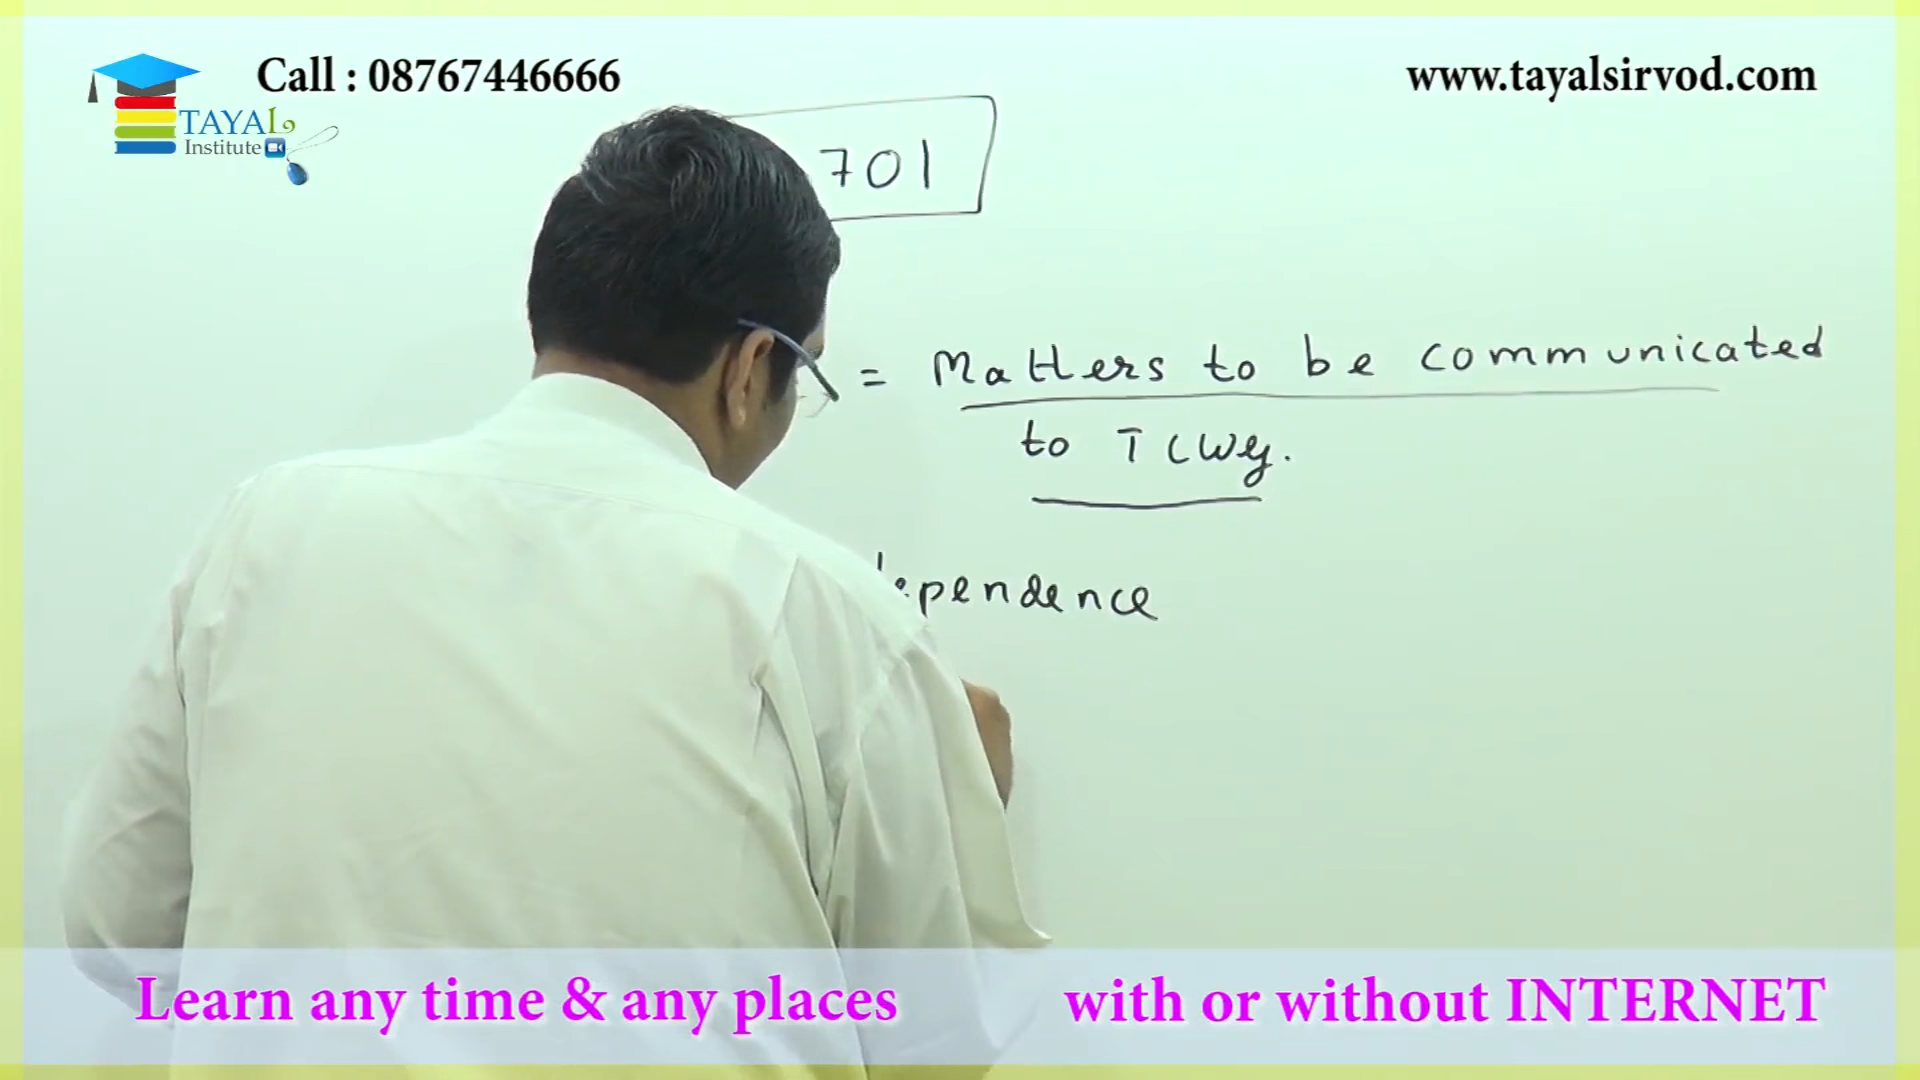 Call : 08767446666
www.tayalsirvod.com
TAYAL
Institute
701
= Matters to be communicated
to TCWG.
dependence
Learn any time & any places
with or without INTERNET